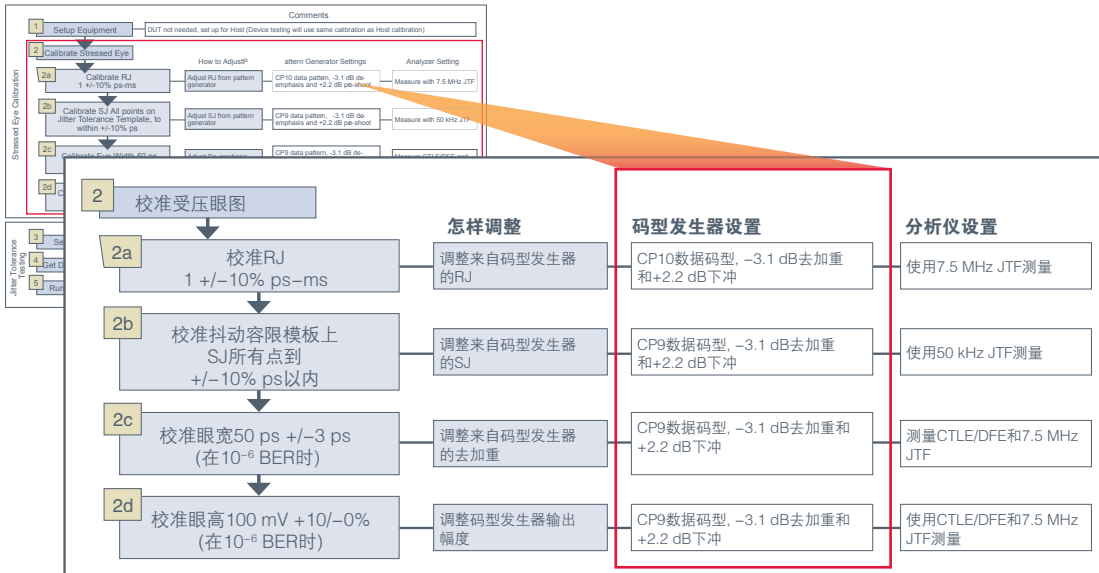 Comments
1
Setup Equipment
DUT not needed, set up for Host (Device testing will use same calibration as Host calibration)
2
Calibrate Stressed Eye
How to AdjustP
attern Generator Settings
Analyzer Setting
Stressed Eye Calibration
2a
Calibrate RJ
1 +/-10% ps-ms
Adjust RJ from pattern
generator
CP10 data pattern, -3.1 dB de-
emphasis and +2.2 dB pre-shoot
Measure with 7.5 MHz JTF
2b
Calibrate SJ All points on
Jitter Tolerance Template, to
within +/-10% ps
Adjust SJ from pattern
generator
CP9 data pattern, -3.1 dB de-
emphasis and +2.2 dB pre-shoot
Measure with 50 kHz JTF
2c
Calibrate Eye Width 50 ps
CP9 data pattern, -3.1 dB de-
2d
C
Jitter Tolerance
Testing
3
Se
4
Get D
5
Run
2
校准受压眼图
怎样调整
码型发生器设置
分析仪设置
2a
校准RJ
1 +/−10% ps−ms
调整来自码型发生器
的RJ
CP10数据码型, −3.1 dB去加重
和+2.2 dB下冲
使用7.5 MHz JTF测量
2b
校准抖动容限模板上
SJ所有点到
+/−10% ps以内
调整来自码型发生器
的SJ
CP9数据码型, −3.1 dB去加重
和+2.2 dB下冲
使用50 kHz JTF测量
2c
校准眼宽50 ps +/−3 ps
(在10⁻⁶ BER时)
调整来自码型发生器
的去加重
CP9数据码型, −3.1 dB去加重和
+2.2 dB下冲
测量CTLE/DFE和7.5 MHz
JTF
2d
校准眼高100 mV +10/−0%
(在10⁻⁶ BER时)
调整码型发生器输出
幅度
CP9数据码型, −3.1 dB去加重和
+2.2 dB下冲
使用CTLE/DFE和7.5 MHz
JTF测量